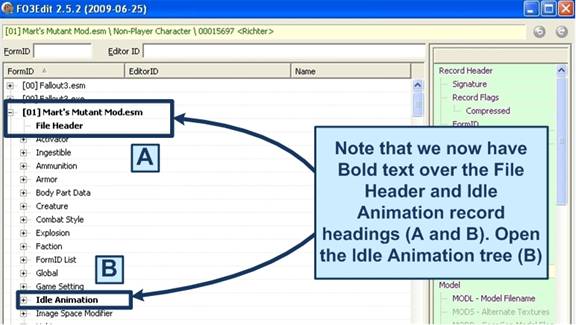 FO3Edit 2.5.2 (2009-06-25)
[01] Mart's Mutant Mod.esm \ Non-Player Character \ 00015697 <Richter>
FormID
Editor ID
FormID EditorID Name
[00] Fallout3.esm
[00] Fallout3.exe
[01] Mart's Mutant Mod.esm
File Header
Activator
Ingestible
Ammunition
Armor
Body Part Data
Creature
Combat Style
Explosion
Faction
FormID List
Global
Game Setting
Idle Animation
Image Space Modifier
A
B
Note that we now have
Bold text over the File
Header and Idle
Animation record
headings (A and B). Open
the Idle Animation tree (B)
Record Header
Signature
Record Flags
Compressed
FormID
Model
MODL - Model Filename
MODS - Alternate Textures